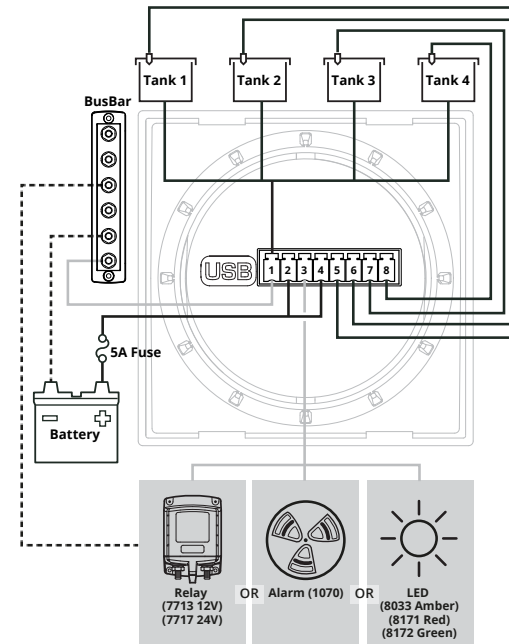 Tank 1
Tank 2
Tank 3
Tank 4
BusBar
USB
1 2 3 4 5 6 7 8
5A Fuse
Battery
Relay
(7713 12V)
(7717 24V)
OR
Alarm (1070)
OR
LED
(8033 Amber)
(8171 Red)
(8172 Green)